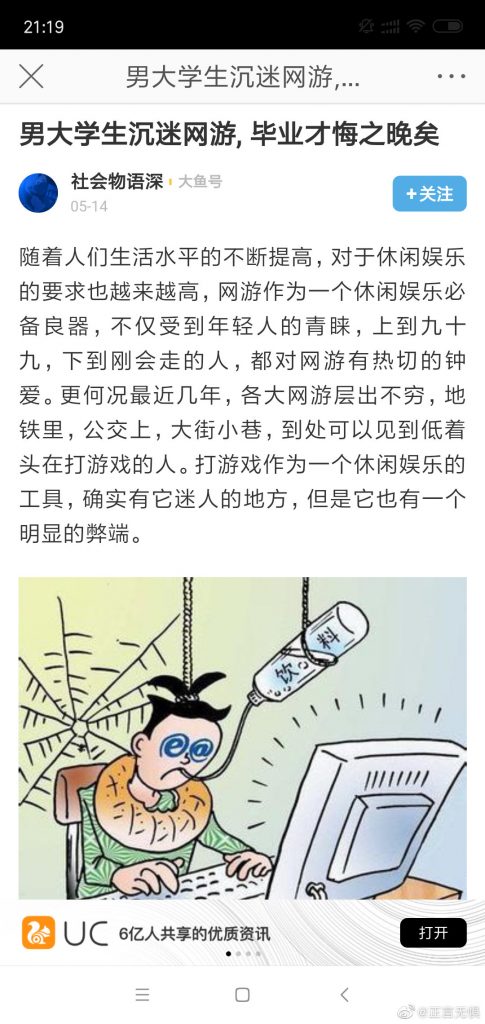 21:19
男大学生沉迷网游,...
男大学生沉迷网游, 毕业才悔之晚矣
社会物语深 大鱼号
05-14
+关注
随着人们生活水平的不断提高，对于休闲娱乐
的要求也越来越高，网游作为一个休闲娱乐必
备良器，不仅受到年轻人的青睐，上到九十
九，下到刚会走的人，都对网游有热切的钟
爱。更何况最近几年，各大网游层出不穷，地
铁里，公交上，大街小巷，到处可以见到低着
头在打游戏的人。打游戏作为一个休闲娱乐的
工具，确实有它迷人的地方，但是它也有一个
明显的弊端。
饮料
e@
UC 6亿人共享的优质资讯
打开
@正言无惧